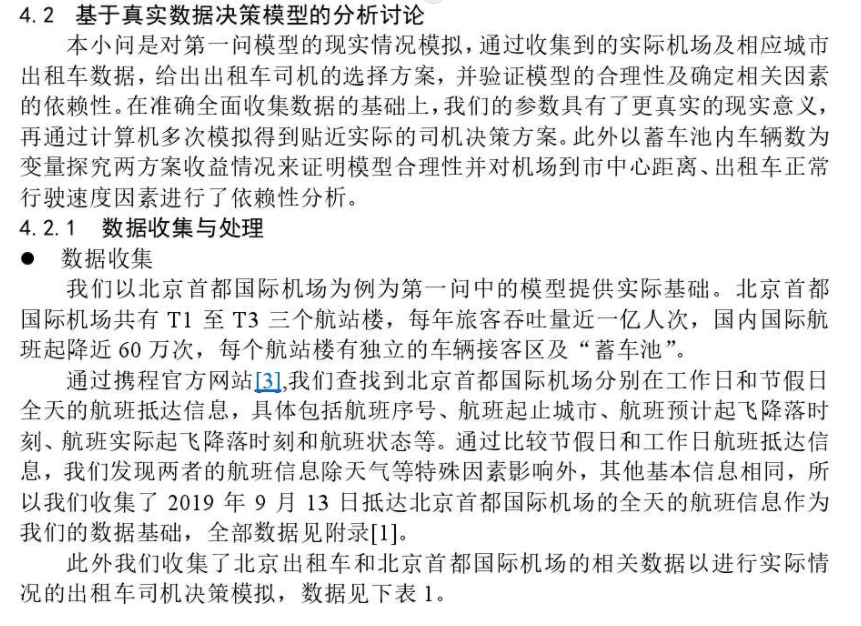 4.2 基于真实数据决策模型的分析讨论
本小问是对第一问模型的现实情况模拟，通过收集到的实际机场及相应城市
出租车数据，给出出租车司机的选择方案，并验证模型的合理性及确定相关因素
的依赖性。在准确全面收集数据的基础上，我们的参数具有了更真实的现实意义，
再通过计算机多次模拟得到贴近实际的司机决策方案。此外以蓄车池内车辆数为
变量探究两方案收益情况来证明模型合理性并对机场到市中心距离、出租车正常
行驶速度因素进行了依赖性分析。
4.2.1 数据收集与处理
● 数据收集
我们以北京首都国际机场为例为第一问中的模型提供实际基础。北京首都
国际机场共有 T1 至 T3 三个航站楼，每年旅客吞吐量近一亿人次，国内国际航
班起降近 60 万次，每个航站楼有独立的车辆接客区及“蓄车池”。
通过携程官方网站[3],我们查找到北京首都国际机场分别在工作日和节假日
全天的航班抵达信息，具体包括航班序号、航班起止城市、航班预计起飞降落时
刻、航班实际起飞降落时刻和航班状态等。通过比较节假日和工作日航班抵达信
息，我们发现两者的航班信息除天气等特殊因素影响外，其他基本信息相同，所
以我们收集了 2019 年 9 月 13 日抵达北京首都国际机场的全天的航班信息作为
我们的数据基础，全部数据见附录[1]。
此外我们收集了北京出租车和北京首都国际机场的相关数据以进行实际情
况的出租车司机决策模拟，数据见下表 1。